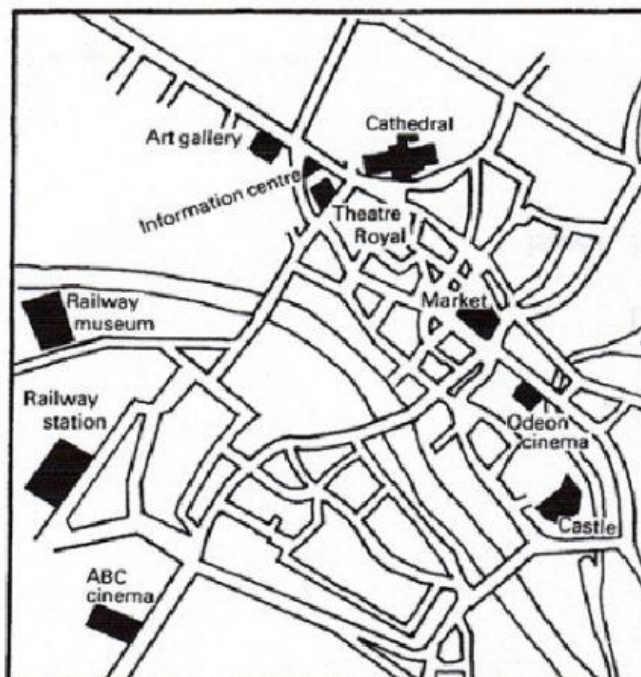 Cathedral
Art gallery
Information centre
Theatre
Royal
Railway
museum
Market
Railway
station
Odeon
cinema
Castle
ABC
cinema